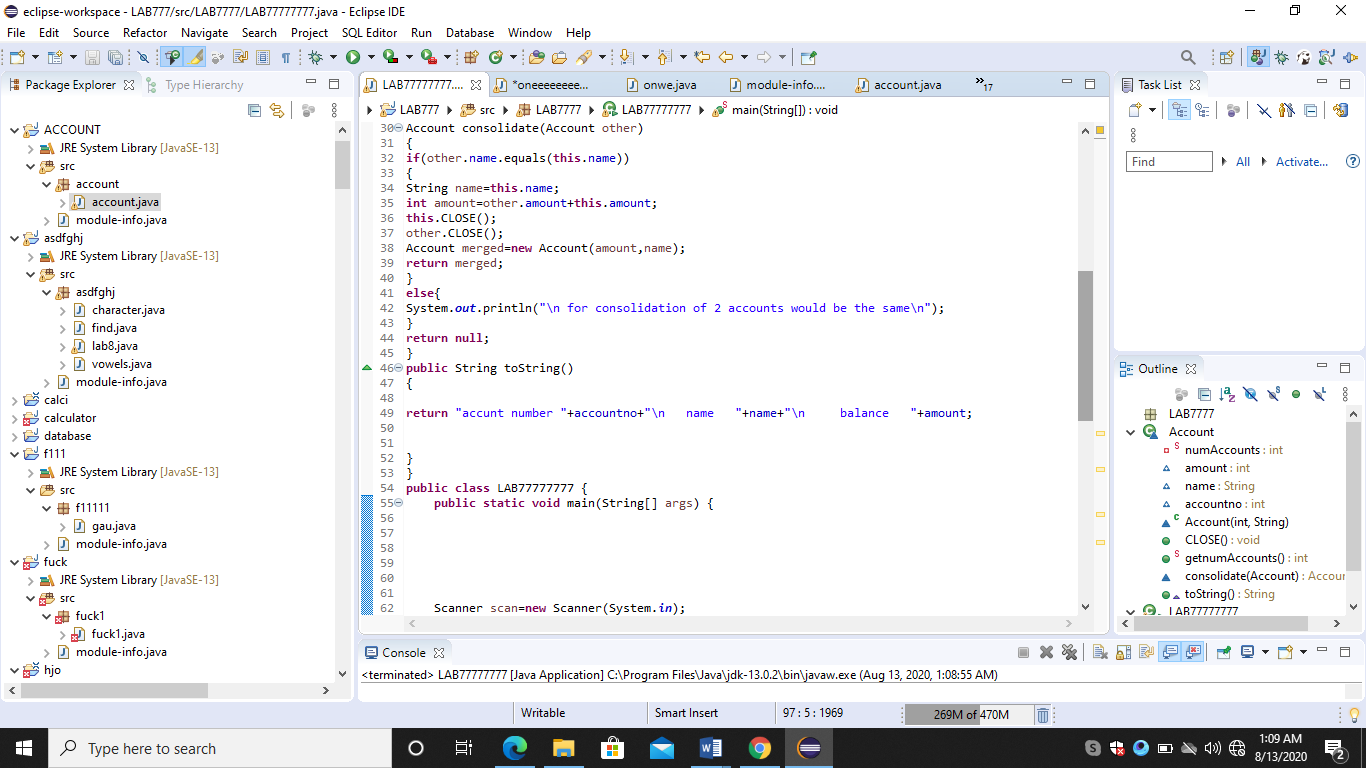 eclipse-workspace - LAB777/src/LAB7777/LAB77777777.java - Eclipse IDE
File Edit Source Refactor Navigate Search Project SQL Editor Run Database Window Help
Package Explorer Type Hierarchy
ACCOUNT
JRE System Library [JavaSE-13]
src
account
account.java
module-info.java
asdfghj
JRE System Library [JavaSE-13]
src
asdfghj
character.java
find.java
lab8.java
vowels.java
module-info.java
calci
calculator
database
f111
JRE System Library [JavaSE-13]
src
f11111
gau.java
module-info.java
fuck
JRE System Library [JavaSE-13]
src
fuck1
fuck1.java
module-info.java
hjo
LAB77777777.... *oneeeeeeee... onwe.java module-info.... account.java »17
LAB777 src LAB7777 LAB77777777 main(String[]) : void
30 Account consolidate(Account other)
31 {
32 if(other.name.equals(this.name))
33 {
34 String name=this.name;
35 int amount=other.amount+this.amount;
36 this.CLOSE();
37 other.CLOSE();
38 Account merged=new Account(amount,name);
39 return merged;
40 }
41 else{
42 System.out.println("\n for consolidation of 2 accounts would be the same\n");
43 }
44 return null;
45 }
46 public String toString()
47 {
48
49 return "accunt number "+accountno+"\n   name   "+name+"\n     balance   "+amount;
50
51
52 }
53 }
54 public class LAB77777777 {
55     public static void main(String[] args) {
56
57
58
59
60
61
62     Scanner scan=new Scanner(System.in);
Task List
Find All Activate...
Outline
LAB7777
Account
numAccounts : int
amount : int
name : String
accountno : int
Account(int, String)
CLOSE() : void
getnumAccounts() : int
consolidate(Account) : Accour
toString() : String
LAB77777777
Console
<terminated> LAB77777777 [Java Application] C:\Program Files\Java\jdk-13.0.2\bin\javaw.exe (Aug 13, 2020, 1:08:55 AM)
Writable Smart Insert 97 : 5 : 1969 269M of 470M
Type here to search
1:09 AM
8/13/2020
2